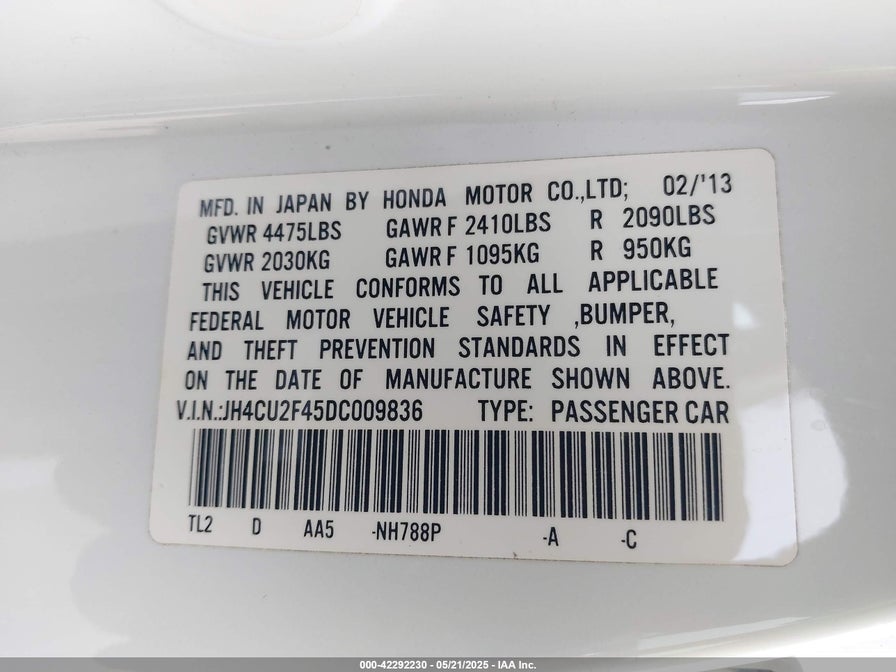 MFD. IN JAPAN BY HONDA MOTOR CO.,LTD; 02/'13
GVWR 4475LBS GAWR F 2410LBS R 2090LBS
GVWR 2030KG GAWR F 1095KG R 950KG
THIS VEHICLE CONFORMS TO ALL APPLICABLE
FEDERAL MOTOR VEHICLE SAFETY ,BUMPER,
AND THEFT PREVENTION STANDARDS IN EFFECT
ON THE DATE OF MANUFACTURE SHOWN ABOVE.
V.I.N.:JH4CU2F45DC009836 TYPE: PASSENGER CAR
TL2 D AA5 -NH788P -A -C
000-42292230 - 05/21/2025 - IAA Inc.